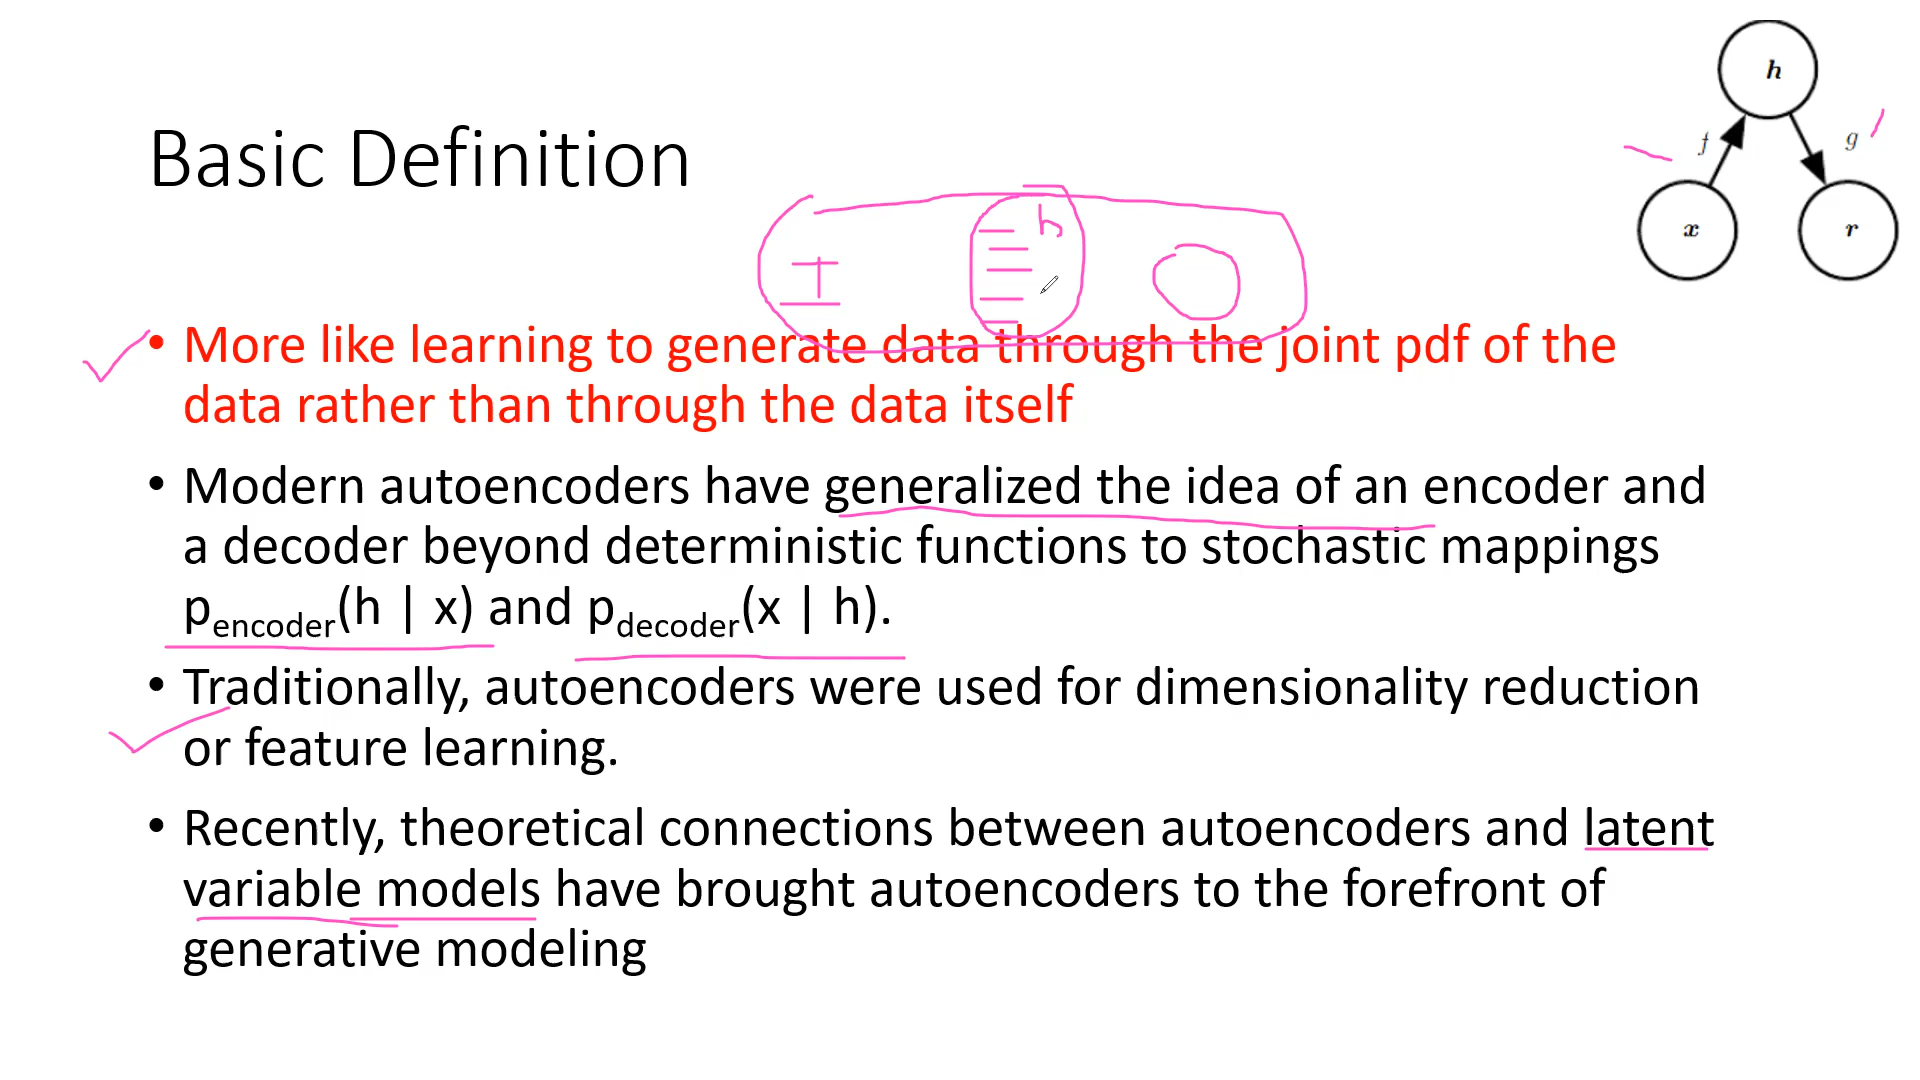 h
f
g
x
r
Basic Definition
I
h
O
• More like learning to generate data through the joint pdf of the
data rather than through the data itself
• Modern autoencoders have generalized the idea of an encoder and
a decoder beyond deterministic functions to stochastic mappings
pencoder(h | x) and pdecoder(x | h).
• Traditionally, autoencoders were used for dimensionality reduction
or feature learning.
• Recently, theoretical connections between autoencoders and latent
variable models have brought autoencoders to the forefront of
generative modeling